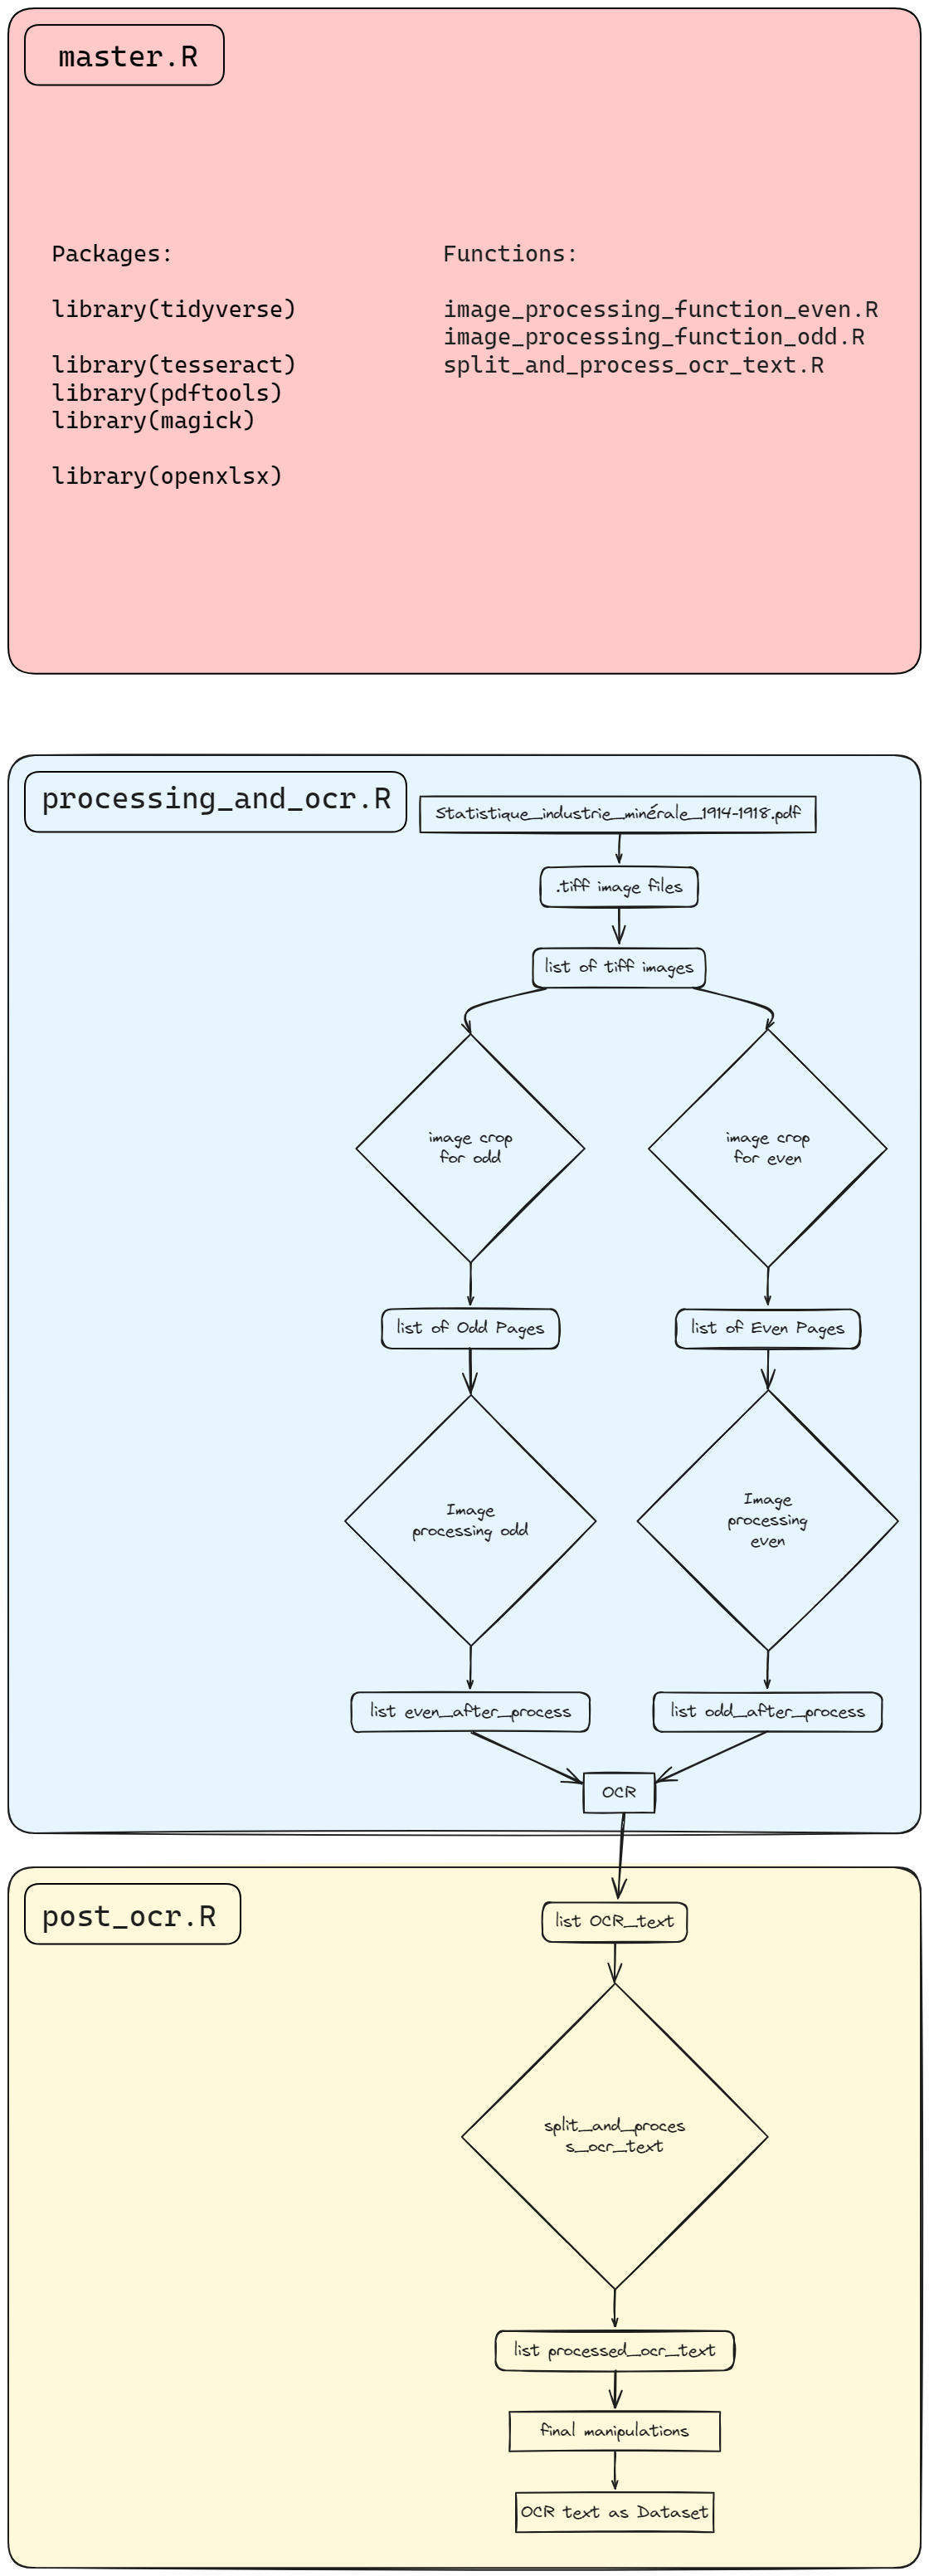 master.R
Packages:
library(tidyverse)
library(tesseract)
library(pdftools)
library(magick)
library(openxlsx)
Functions:
image_processing_function_even.R
image_processing_function_odd.R
split_and_process_ocr_text.R
processing_and_ocr.R
Statistique_industrie_minérale_1914-1918.pdf
.tiff image files
list of tiff images
image crop
for odd
image crop
for even
list of Odd Pages
list of Even Pages
Image
processing odd
Image
processing
even
list even_after_process
list odd_after_process
OCR
post_ocr.R
list OCR_text
split_and_proces
s_ocr_text
list processed_ocr_text
final manipulations
OCR text as Dataset